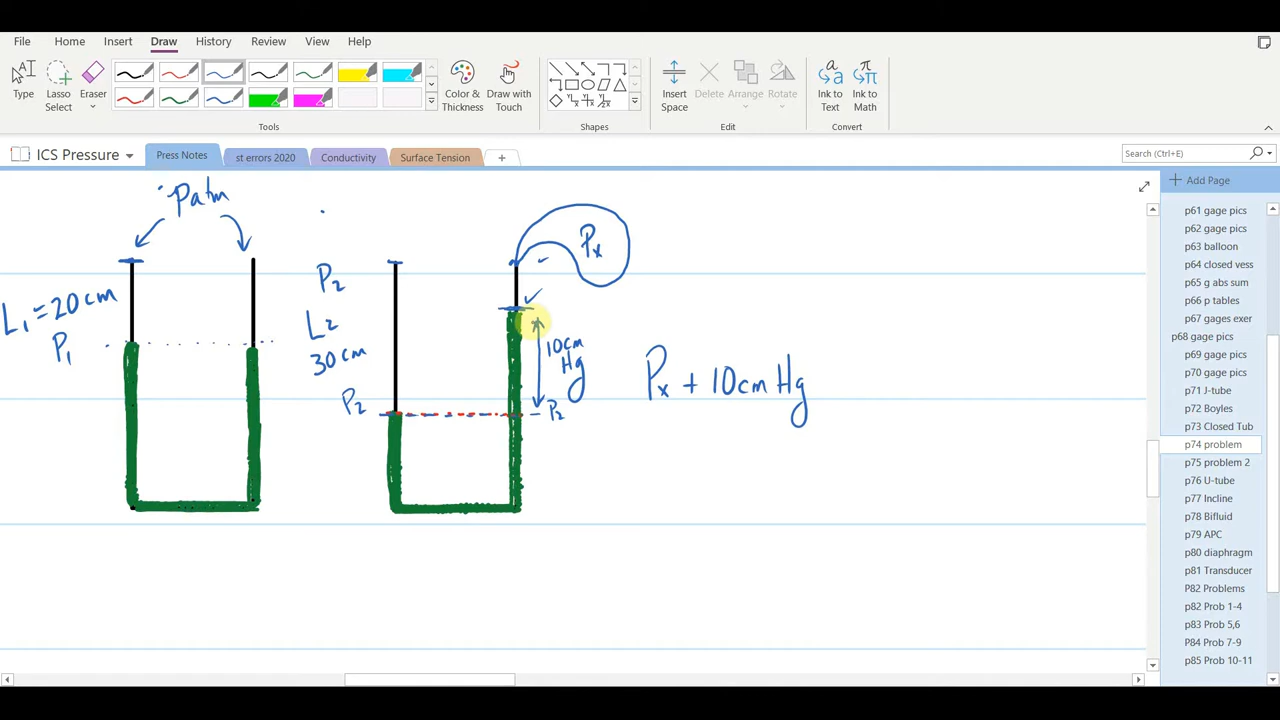 File Home Insert Draw History Review View Help
Type
Lasso Select
Eraser
Color & Thickness
Draw with Touch
Insert Space
Delete
Arrange
Rotate
Ink to Text
Ink to Math
Tools
Shapes
Edit
Convert
ICS Pressure
Press Notes
st errors 2020
Conductivity
Surface Tension
Search (Ctrl+E)
Patm
L1 = 20 cm
P1
P2
L2
30 cm
P2
Px
10cm
Hg
P2
Px + 10 cm Hg
Add Page
p61 gage pics
p62 gage pics
p63 balloon
p64 closed vess
p65 g abs sum
p66 p tables
p67 gages exer
p68 gage pics
p69 gage pics
p70 gage pics
p71 J-tube
p72 Boyles
p73 Closed Tub
p74 problem
p75 problem 2
p76 U-tube
p77 Incline
p78 Bifluid
p79 APC
p80 diaphragm
p81 Transducer
P82 Problems
p82 Prob 1-4
p83 Prob 5,6
P84 Prob 7-9
p85 Prob 10-11